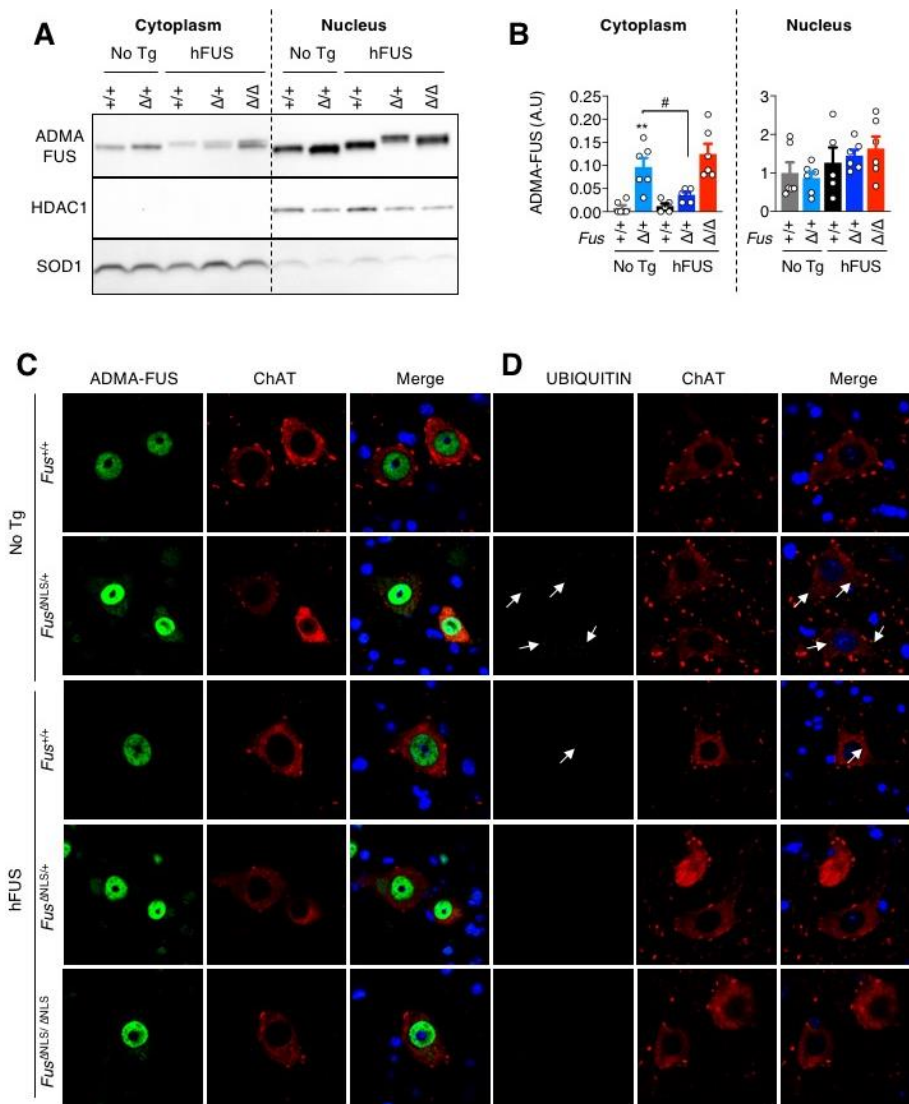 A
Cytoplasm
Nucleus
No Tg
hFUS
No Tg
hFUS
+/+
Δ/+
+/+
Δ/+
Δ/Δ
+/+
Δ/+
+/+
Δ/+
Δ/Δ
ADMA
FUS
HDAC1
SOD1
B
Cytoplasm
Nucleus
ADMA-FUS (A.U)
0.25
0.20
0.15
0.10
0.05
0.00
**
#
3
2
1
0
Fus
+/+
Δ/+
+/+
Δ/+
Δ/Δ
No Tg
hFUS
Fus
+/+
Δ/+
+/+
Δ/+
Δ/Δ
No Tg
hFUS
C
ADMA-FUS
ChAT
Merge
D
UBIQUITIN
ChAT
Merge
No Tg
Fus+/+
FusΔNLS/+
hFUS
Fus+/+
FusΔNLS/+
FusΔNLS/ ΔNLS